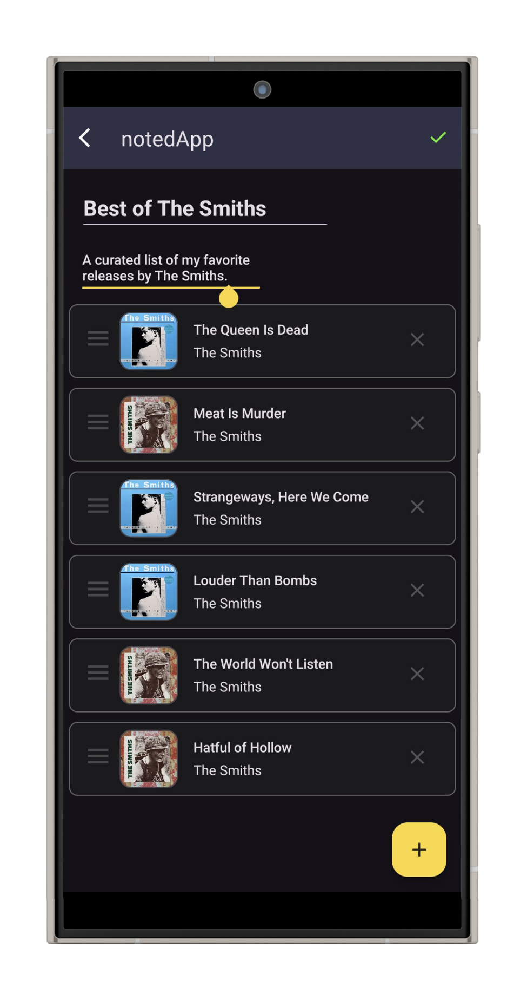 notedApp
Best of The Smiths
A curated list of my favorite
releases by The Smiths.
The Smiths
The Queen Is Dead
The Smiths
THE SMITHS
Meat Is Murder
The Smiths
The Smiths
Strangeways, Here We Come
The Smiths
The Smiths
Louder Than Bombs
The Smiths
THE SMITHS
The World Won't Listen
The Smiths
THE SMITHS
Hatful of Hollow
The Smiths